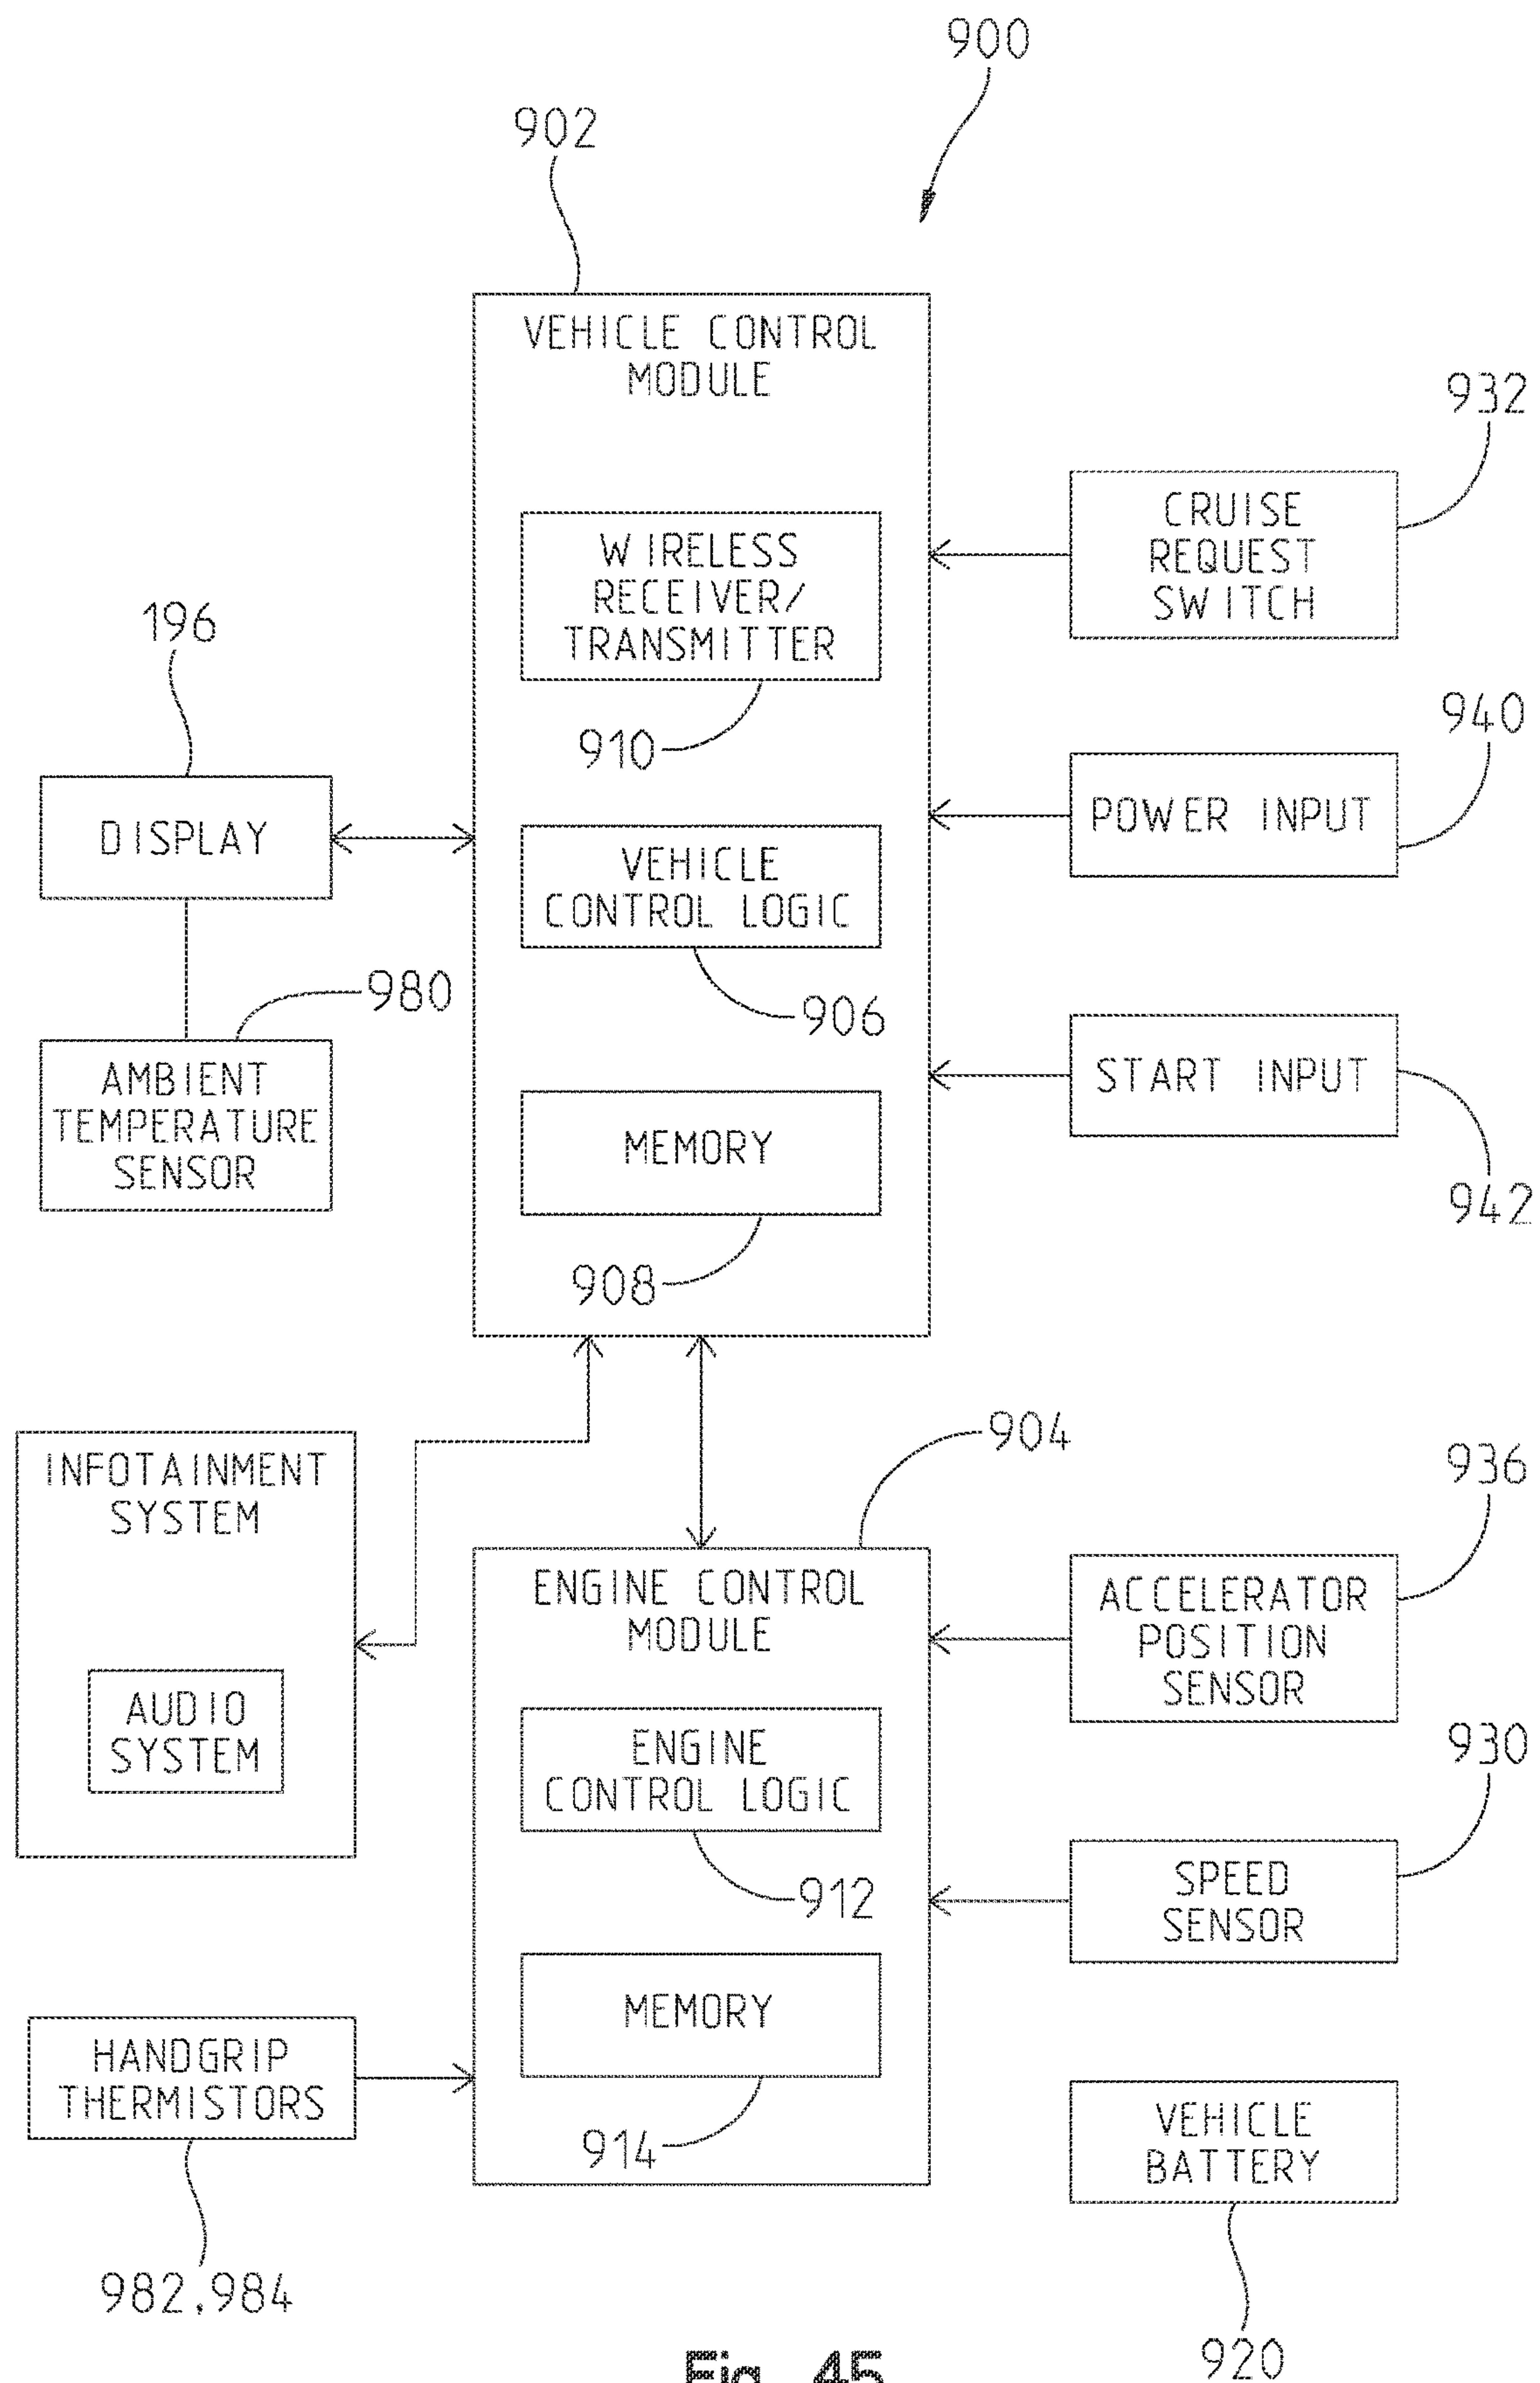 900
902
VEHICLE CONTROL
MODULE
932
CRUISE
REQUEST
SWITCH
WIRELESS
RECEIVER/
TRANSMITTER
910
196
DISPLAY
940
POWER INPUT
VEHICLE
CONTROL LOGIC
906
980
AMBIENT
TEMPERATURE
SENSOR
START INPUT
942
MEMORY
908
INFOTAINMENT
SYSTEM
AUDIO
SYSTEM
904
ENGINE CONTROL
MODULE
936
ACCELERATOR
POSITION
SENSOR
ENGINE
CONTROL LOGIC
912
930
SPEED
SENSOR
MEMORY
914
HANDGRIP
THERMISTORS
982,984
VEHICLE
BATTERY
920
Fig. 45